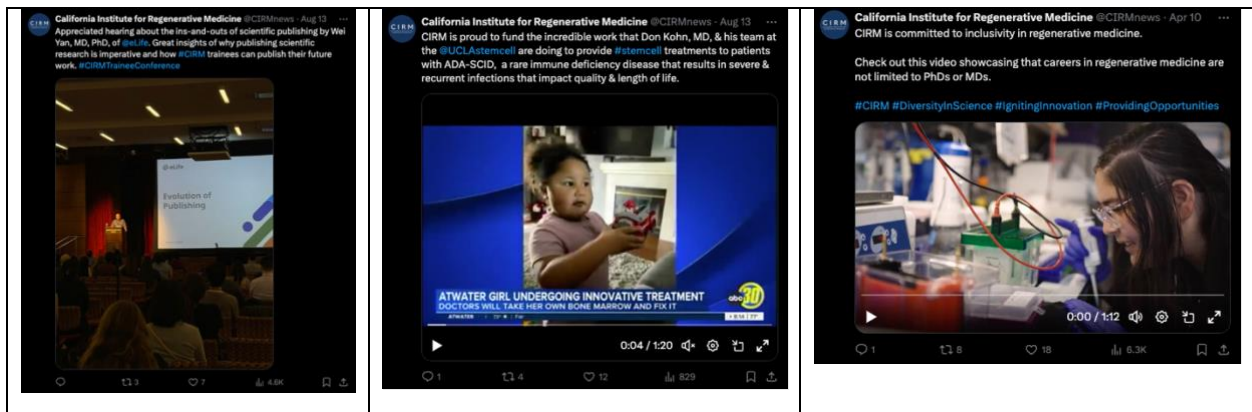 CIRM
California Institute for Regenerative Medicine @CIRMnews · Aug 13 ···
Appreciated hearing about the ins-and-outs of scientific publishing by Wei
Yan, MD, PhD, of @eLife. Great insights of why publishing scientific
research is imperative and how #CIRM trainees can publish their future
work. #CIRMTraineeConference
eLife
Evolution of
Publishing
3
7
4.8K
CIRM
California Institute for Regenerative Medicine @CIRMnews · Aug 13 ···
CIRM is proud to fund the incredible work that Don Kohn, MD, & his team at
the @UCLAstemcell are doing to provide #stemcell treatments to patients
with ADA-SCID, a rare immune deficiency disease that results in severe &
recurrent infections that impact quality & length of life.
ATWATER GIRL UNDERGOING INNOVATIVE TREATMENT
DOCTORS WILL TAKE HER OWN BONE MARROW AND FIX IT
abc 30
ATWATER
0:04 / 1:20
1
4
12
829
CIRM
California Institute for Regenerative Medicine @CIRMnews · Apr 10 ···
CIRM is committed to inclusivity in regenerative medicine.
Check out this video showcasing that careers in regenerative medicine are
not limited to PhDs or MDs.
#CIRM #DiversityInScience #IgnitingInnovation #ProvidingOpportunities
0:00 / 1:12
1
8
18
6.3K